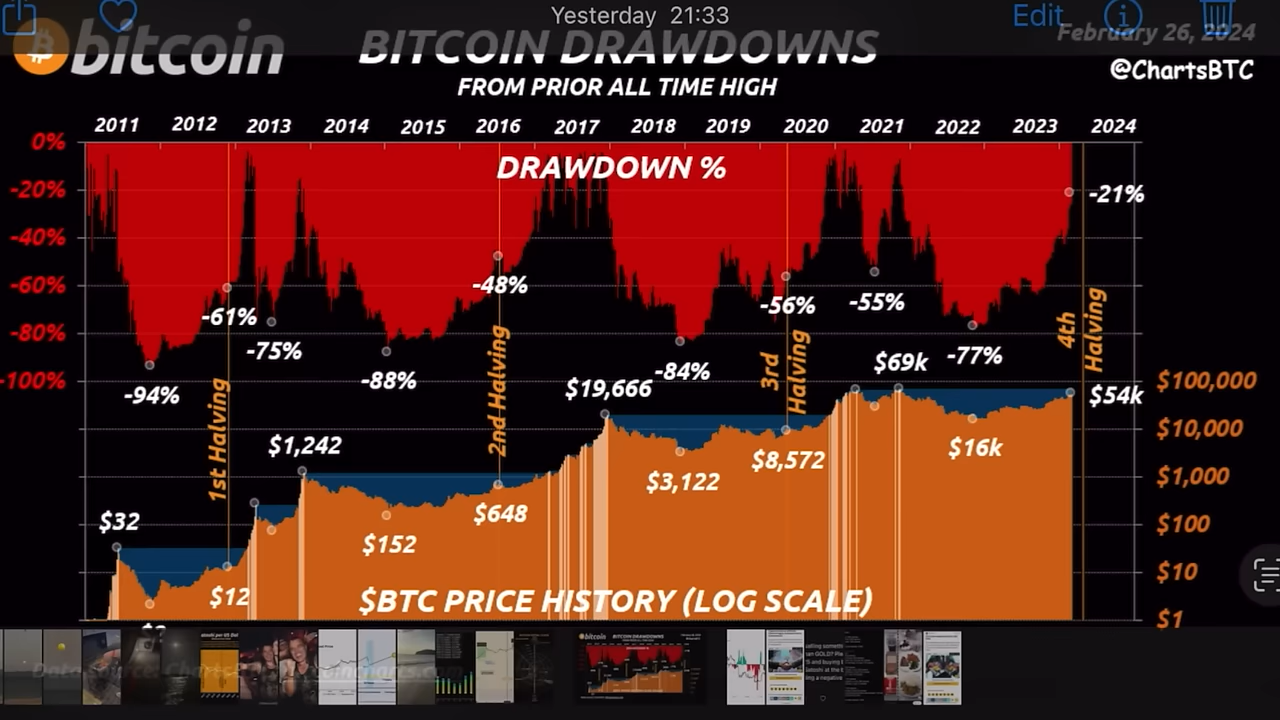 Yesterday 21:33
Edit
February 26, 2024
bitcoin
BITCOIN DRAWDOWNS
@ChartsBTC
FROM PRIOR ALL TIME HIGH
2011 2012 2013 2014 2015 2016 2017 2018 2019 2020 2021 2022 2023 2024
0%
DRAWDOWN %
-20%
-21%
-40%
-60%
-48%
-61%
-56%
-55%
-80%
-75%
-77%
-84%
-88%
-94%
-100%
1st Halving
2nd Halving
3rd Halving
4th Halving
$100,000
$10,000
$1,000
$100
$10
$1
$32
$12
$1,242
$152
$648
$19,666
$3,122
$8,572
$69k
$16k
$54k
$BTC PRICE HISTORY (LOG SCALE)